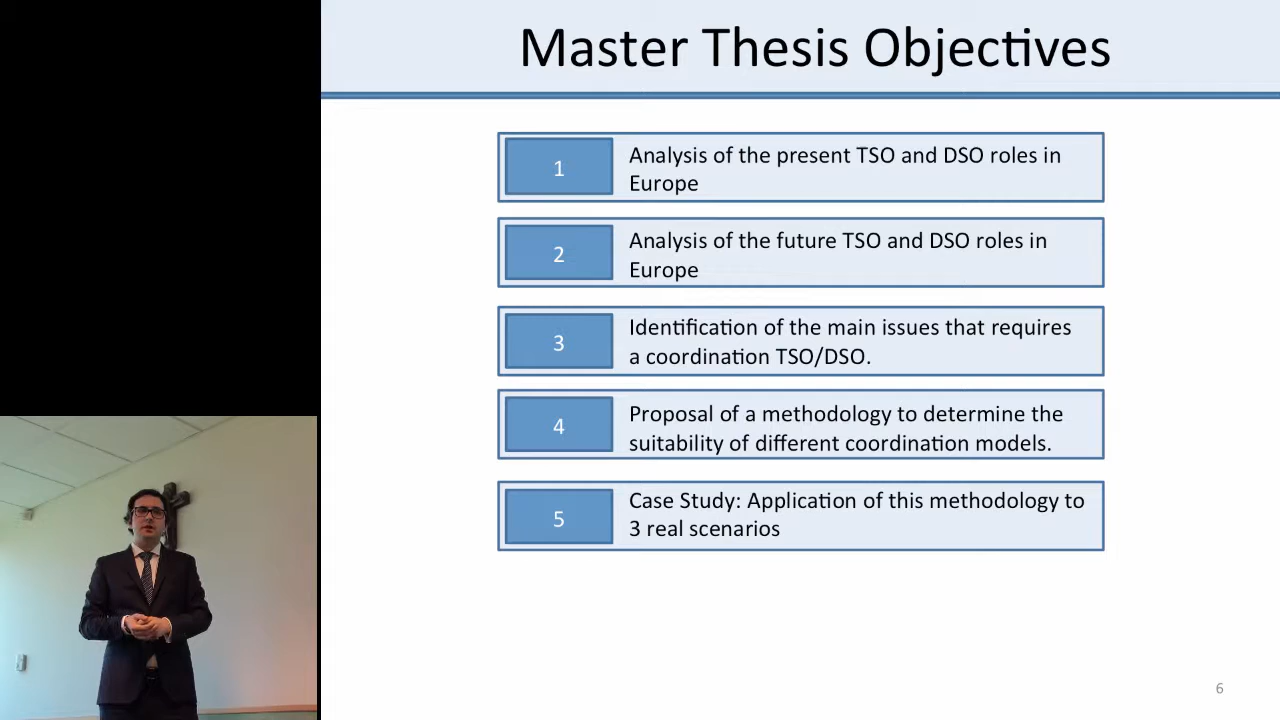 Master Thesis Objectives
1
Analysis of the present TSO and DSO roles in
Europe
2
Analysis of the future TSO and DSO roles in
Europe
3
Identification of the main issues that requires
a coordination TSO/DSO.
4
Proposal of a methodology to determine the
suitability of different coordination models.
5
Case Study: Application of this methodology to
3 real scenarios
6